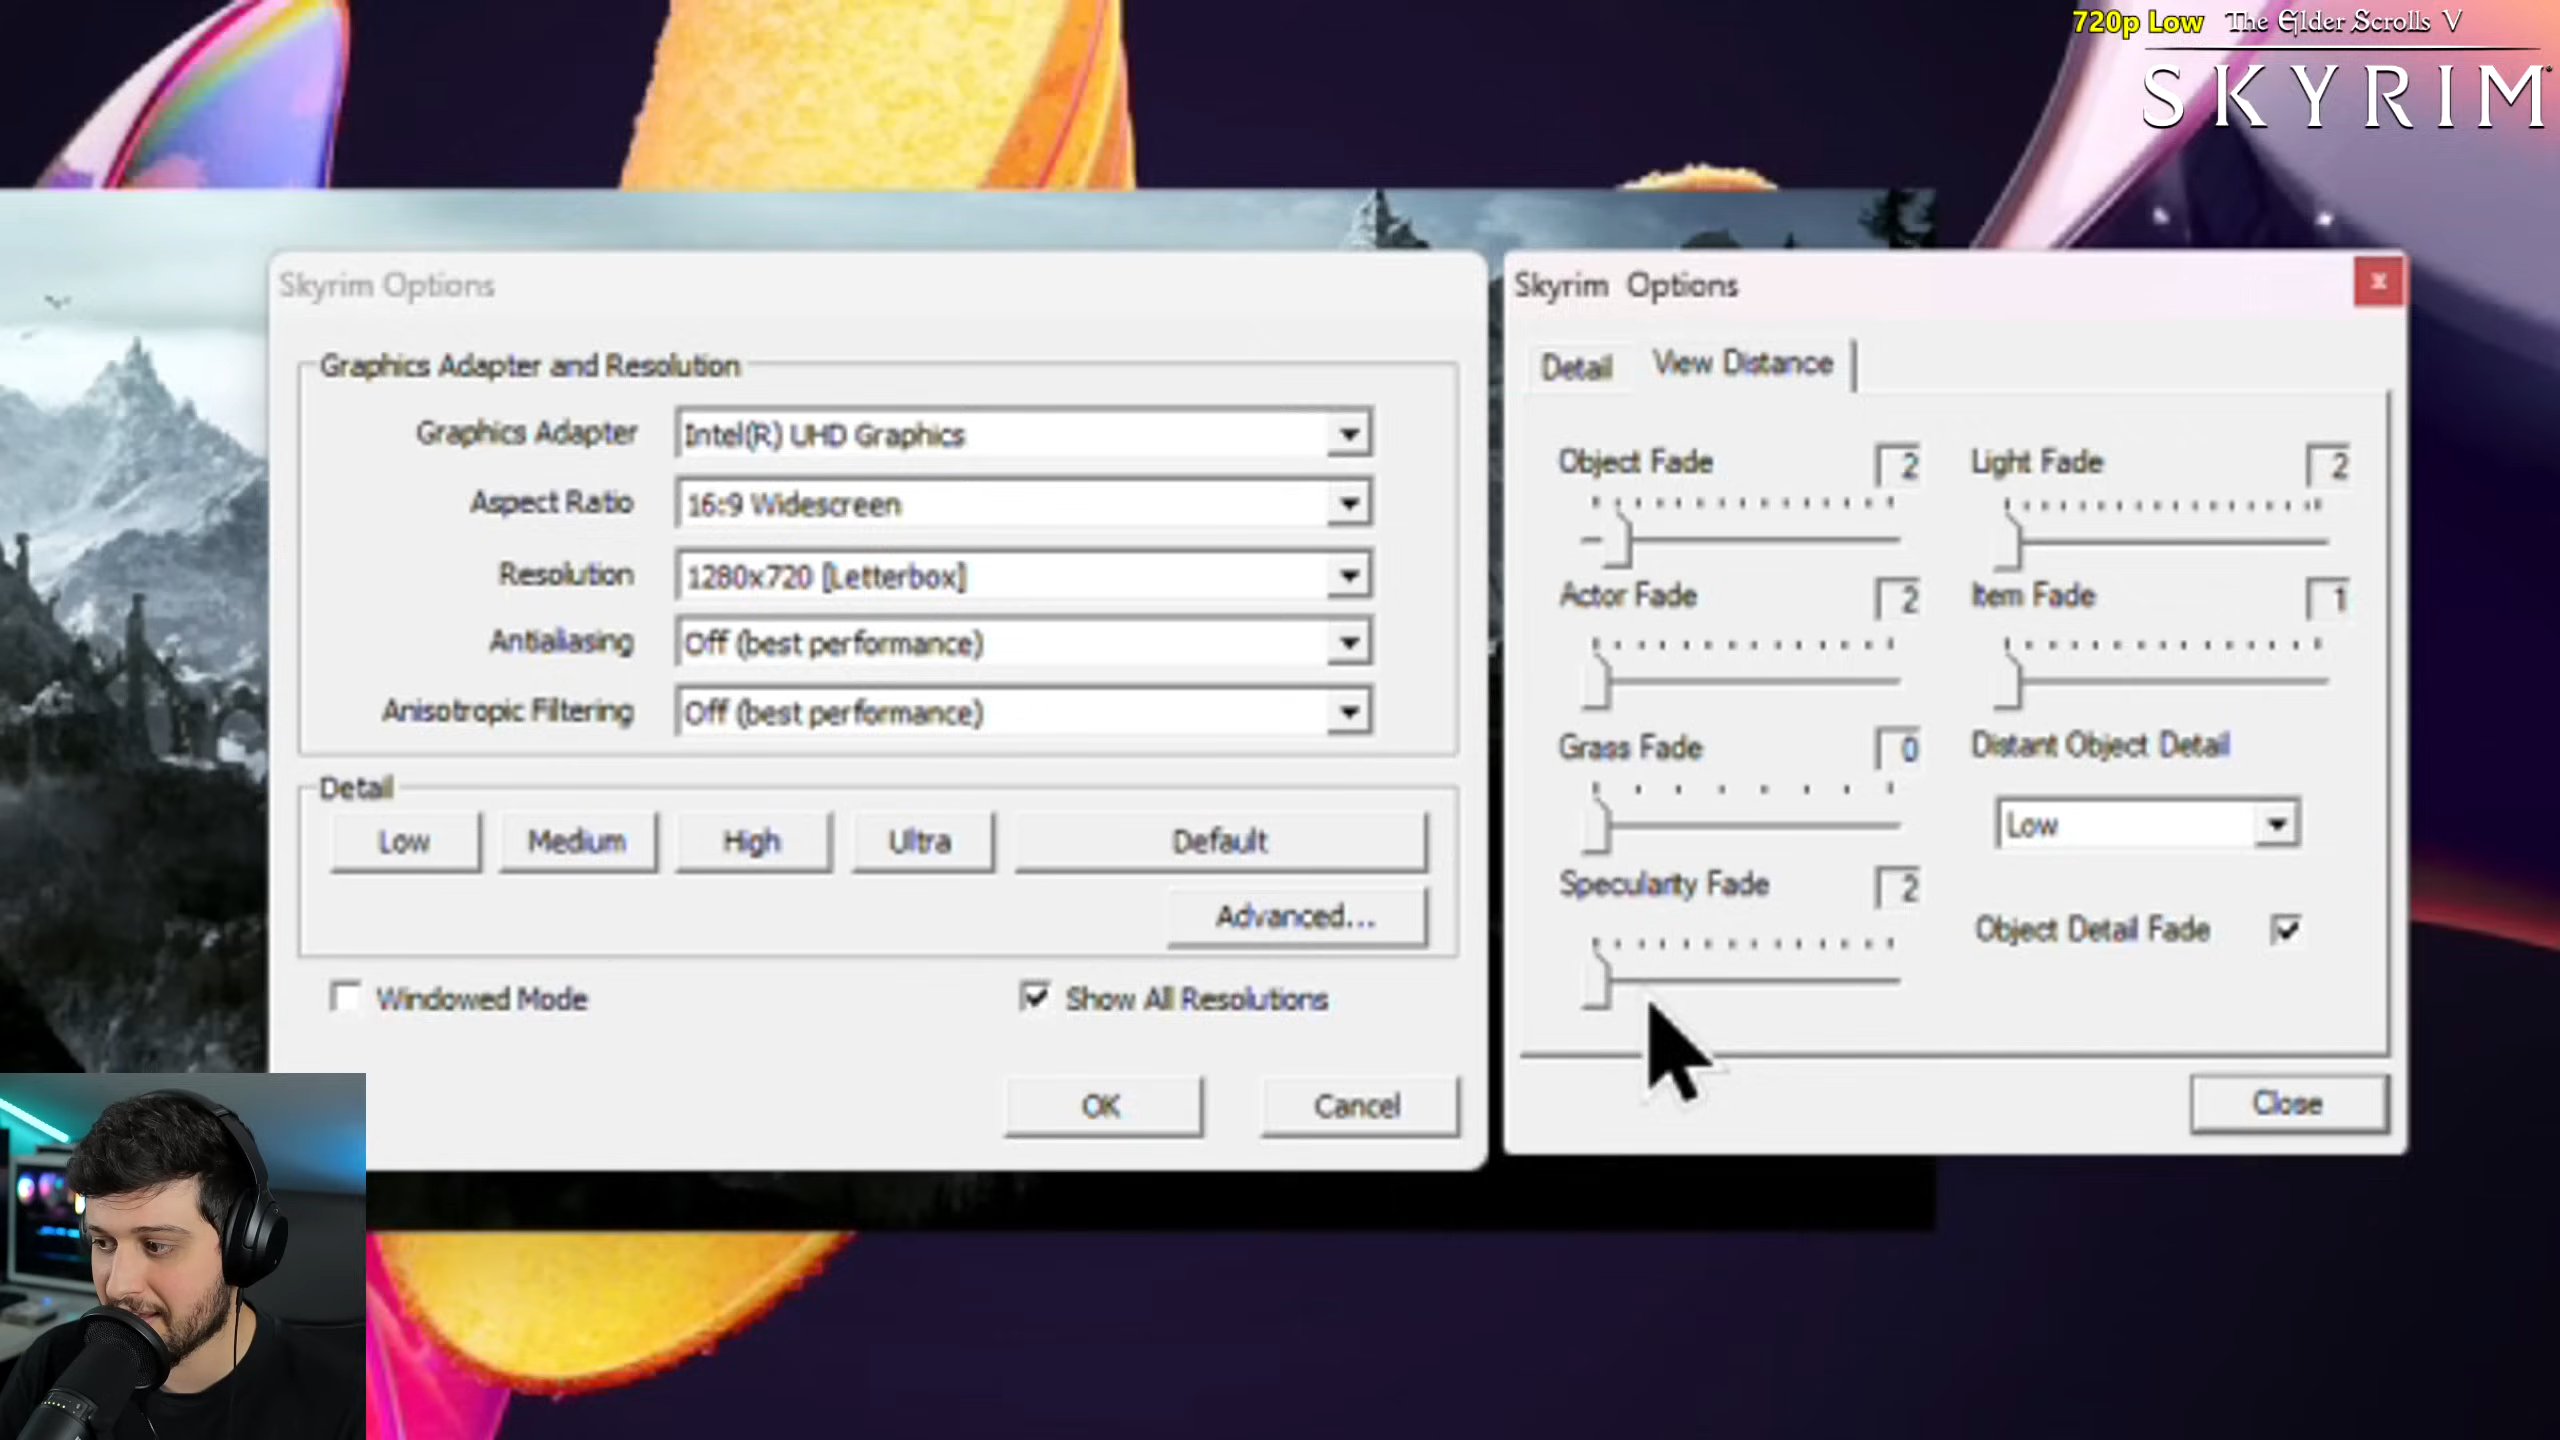 720p Low The Elder Scrolls V
SKYRIM
Skyrim Options
Graphics Adapter and Resolution
Graphics Adapter Intel(R) UHD Graphics
Aspect Ratio 16:9 Widescreen
Resolution 1280x720 [Letterbox]
Antialiasing Off (best performance)
Anisotropic Filtering Off (best performance)
Detail
Low Medium High Ultra Default
Advanced...
Windowed Mode Show All Resolutions
OK Cancel
Skyrim Options
Detail View Distance
Object Fade 2 Light Fade 2
Actor Fade 2 Item Fade 1
Grass Fade 0 Distant Object Detail
Low
Specularty Fade 2
Object Detail Fade
Close